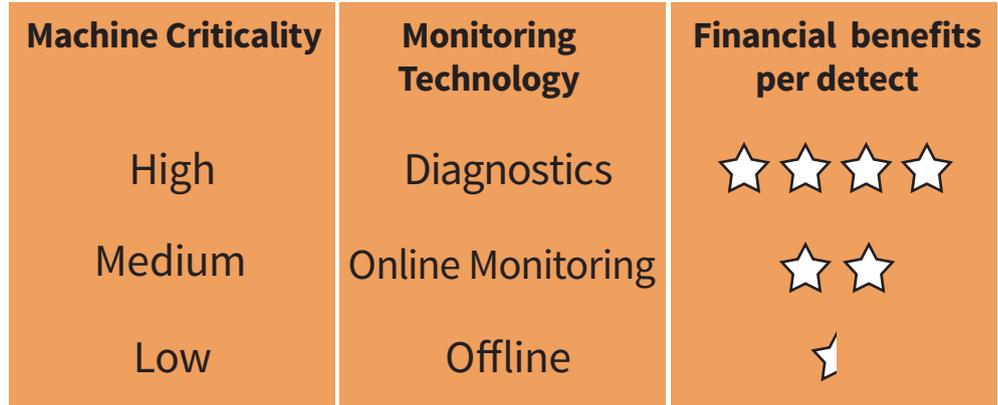 Machine Criticality
Monitoring
Technology
Financial benefits
per detect
High
Diagnostics
Medium
Online Monitoring
Low
Offline